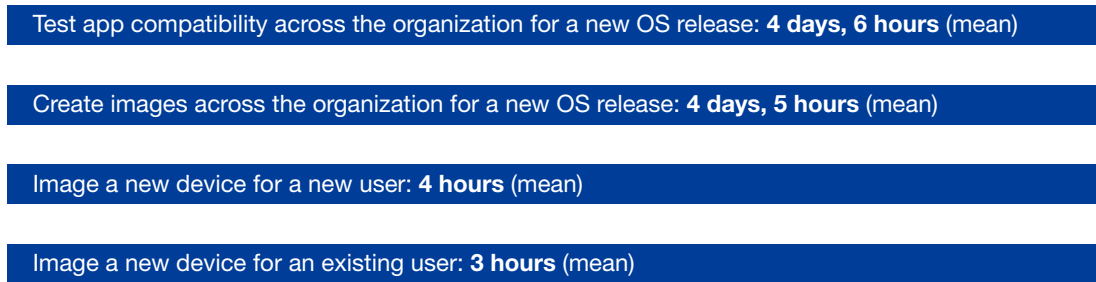 Test app compatibility across the organization for a new OS release: 4 days, 6 hours (mean)
Create images across the organization for a new OS release: 4 days, 5 hours (mean)
Image a new device for a new user: 4 hours (mean)
Image a new device for an existing user: 3 hours (mean)